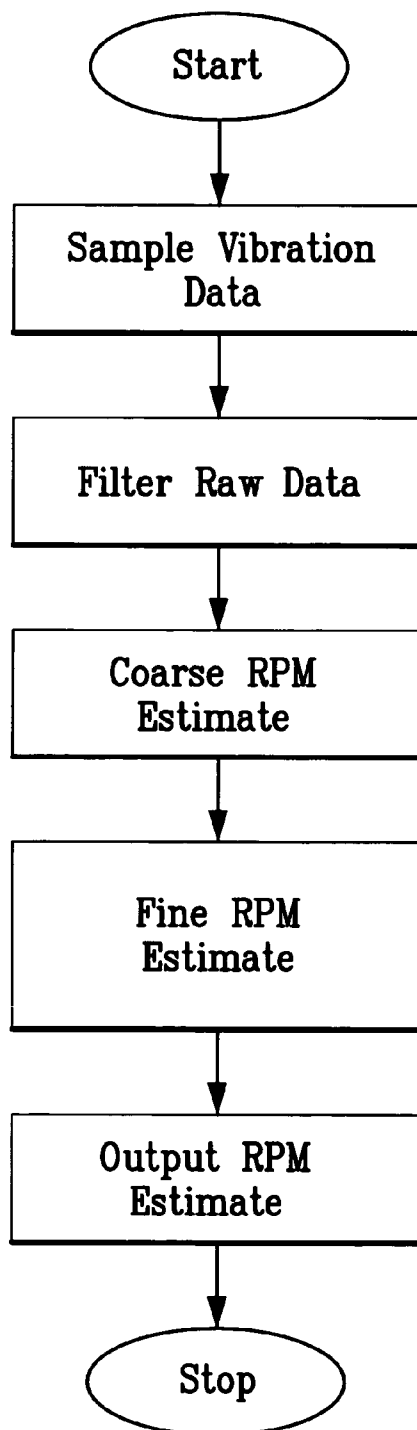 Start
Sample Vibration
Data
Filter Raw Data
Coarse RPM
Estimate
Fine RPM
Estimate
Output RPM
Estimate
Stop